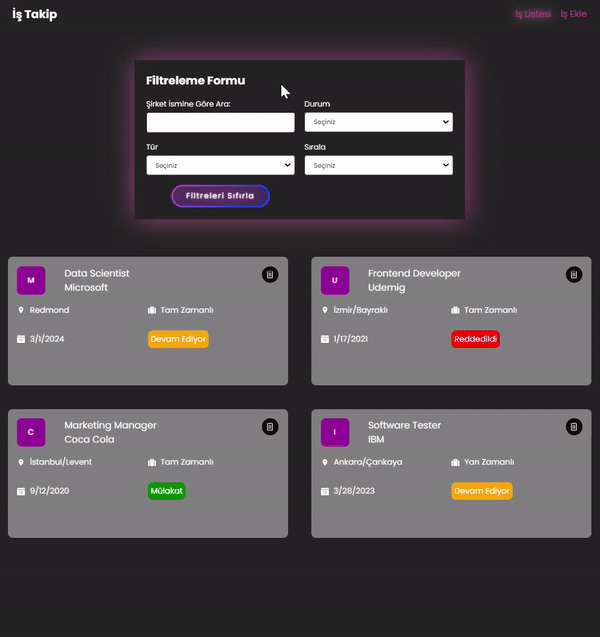 İş Takip
İş Listesi İş Ekle
Filtreleme Formu
Şirket İsmine Göre Ara: Durum
Seçiniz
Tür Sırala
Seçiniz Seçiniz
Filtreleri Sıfırla
M
Data Scientist
Microsoft
Redmond Tam Zamanlı
3/1/2024 Devam Ediyor
U
Frontend Developer
Udemig
İzmir/Bayraklı Tam Zamanlı
1/17/2021 Reddedildi
C
Marketing Manager
Coca Cola
İstanbul/Levent Tam Zamanlı
9/12/2020 Mülakat
I
Software Tester
IBM
Ankara/Çankaya Yarı Zamanlı
3/28/2023 Devam Ediyor